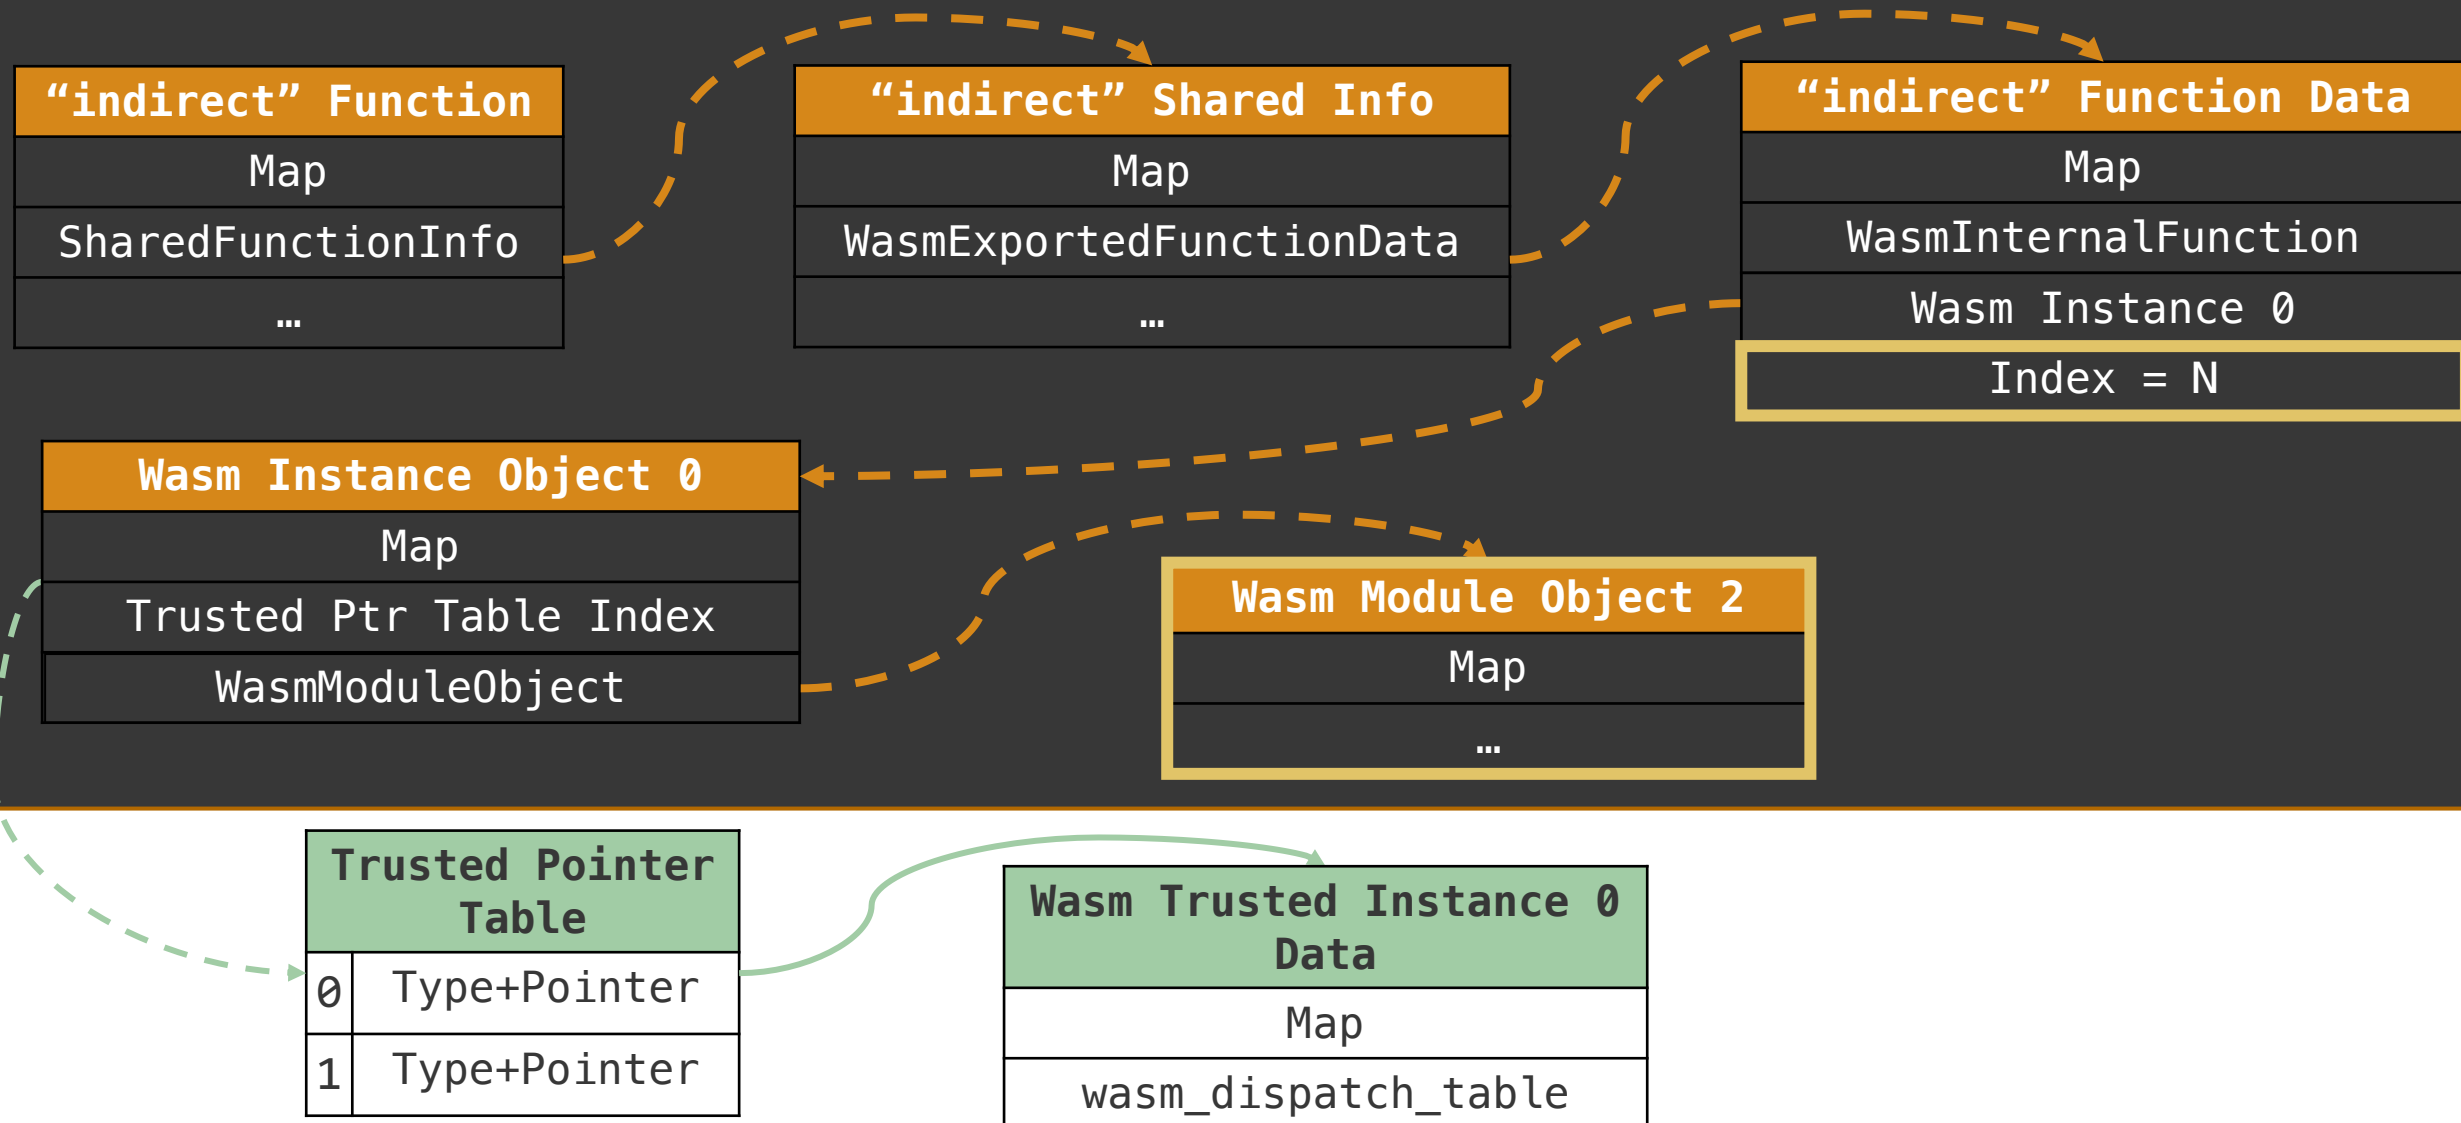 “indirect” Function
Map
SharedFunctionInfo
…
“indirect” Shared Info
Map
WasmExportedFunctionData
…
“indirect” Function Data
Map
WasmInternalFunction
Wasm Instance 0
Index = N
Wasm Instance Object 0
Map
Trusted Ptr Table Index
WasmModuleObject
Wasm Module Object 2
Map
…
Trusted Pointer
Table
0 Type+Pointer
1 Type+Pointer
Wasm Trusted Instance 0
Data
Map
wasm_dispatch_table